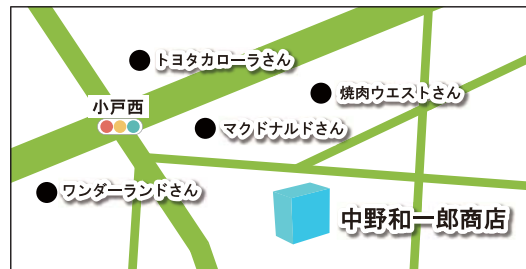 トヨタカローラさん
焼肉ウエストさん
小戸西
マクドナルドさん
ワンダーランドさん
中野和一郎商店